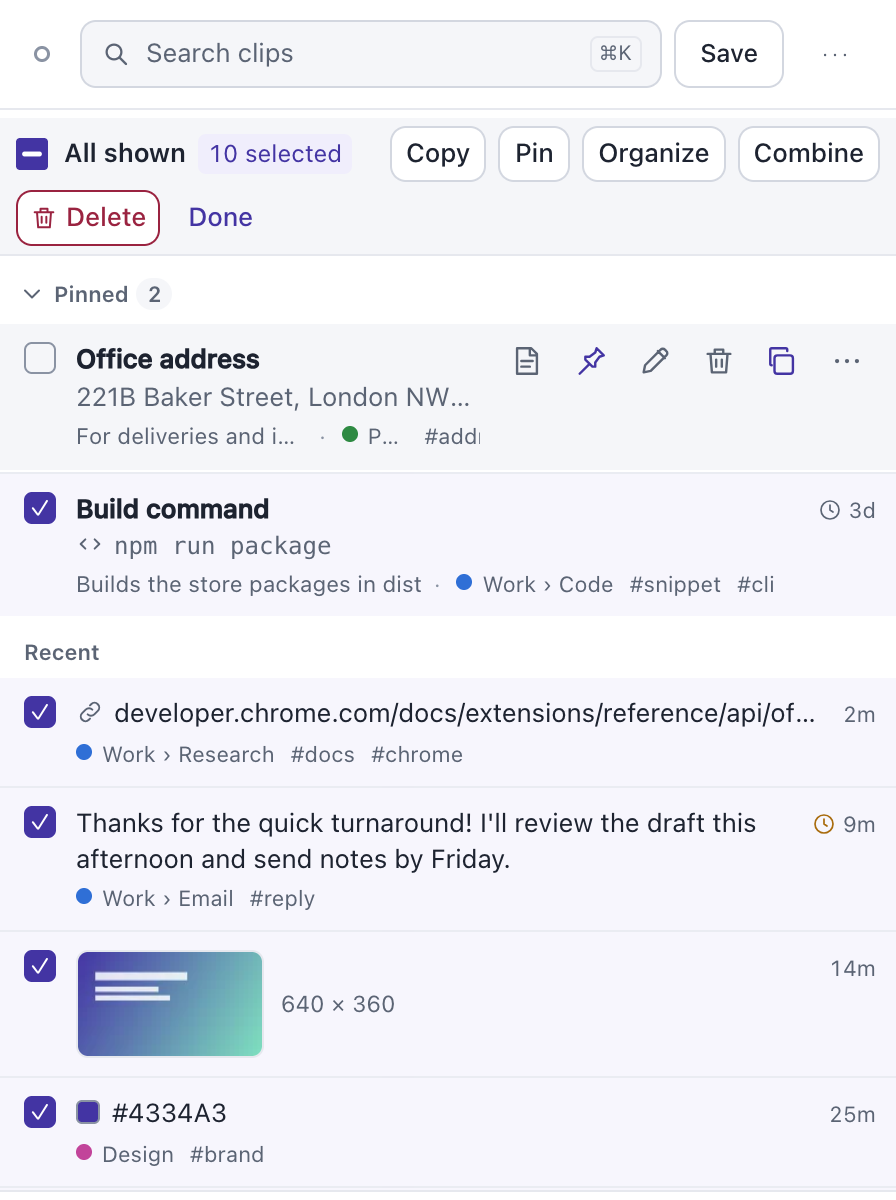 Search clips ⌘K Save ···
All shown 10 selected Copy Pin Organize Combine
Delete Done
Pinned 2
Office address
221B Baker Street, London NW...
For deliveries and i... · P... #add
Build command 3d
npm run package
Builds the store packages in dist · Work › Code #snippet #cli
Recent
developer.chrome.com/docs/extensions/reference/api/of... 2m
Work › Research #docs #chrome
Thanks for the quick turnaround! I'll review the draft this 9m
afternoon and send notes by Friday.
Work › Email #reply
14m
640 × 360
#4334A3 25m
Design #brand